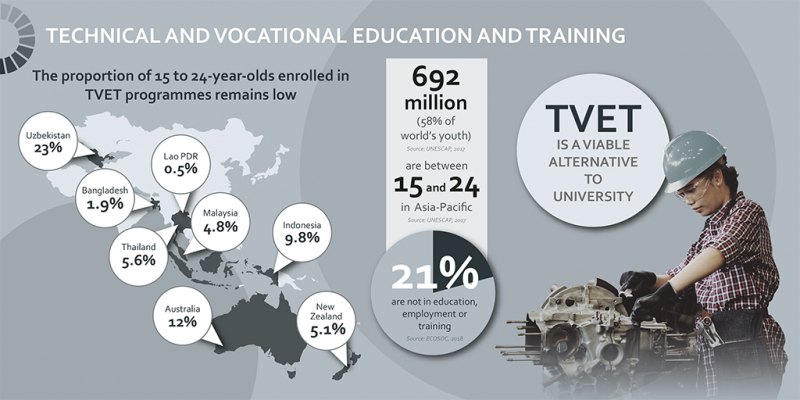 TECHNICAL AND VOCATIONAL EDUCATION AND TRAINING
The proportion of 15 to 24-year-olds enrolled in
TVET programmes remains low
Uzbekistan
23%
Lao PDR
0.5%
Bangladesh
1.9%
Malaysia
4.8%
Indonesia
9.8%
Thailand
5.6%
Australia
12%
New
Zealand
5.1%
692
million
(58% of
world's youth)
Source: UNESCAP, 2017
are between
15 and 24
in Asia-Pacific
Source: UNESCAP, 2017
21%
are not in education,
employment or
training
Source: ECOSOC, 2018
TVET
IS A VIABLE
ALTERNATIVE
TO
UNIVERSITY